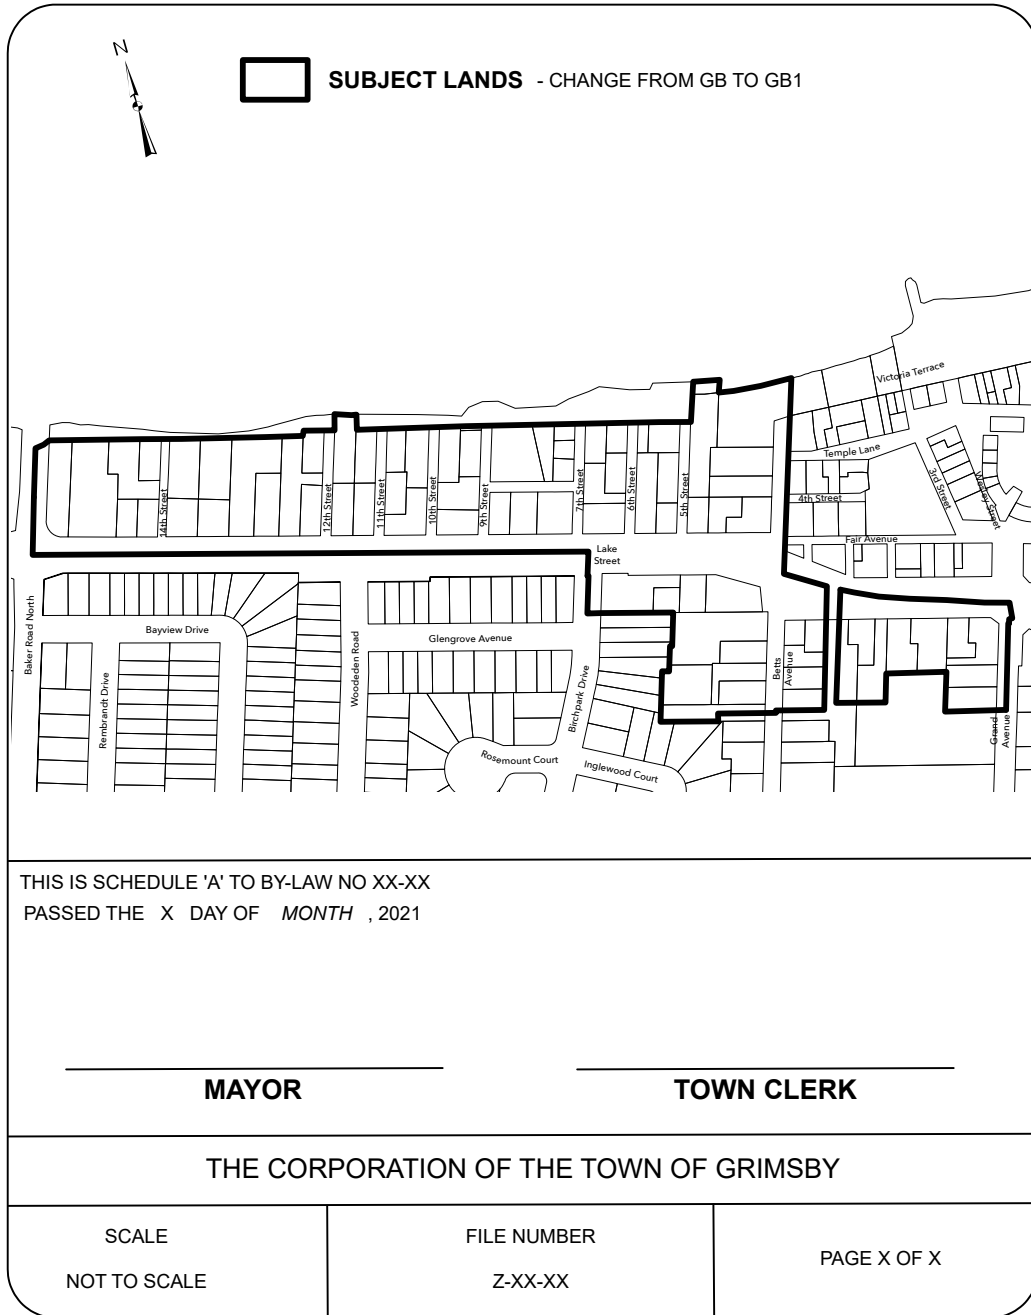 N
SUBJECT LANDS - CHANGE FROM GB TO GB1
Victoria Terrace
Temple Lane
3rd Street
Wesley Street
4th Street
Fair Avenue
14th Street
12th Street
11th Street
10th Street
9th Street
7th Street
6th Street
5th Street
Lake
Street
Baker Road North
Bayview Drive
Rembrandt Drive
Woodeden Road
Glengrove Avenue
Birchpark Drive
Betts
Avenue
Grand
Avenue
Rosemount Court
Inglewood Court
THIS IS SCHEDULE 'A' TO BY-LAW NO XX-XX
PASSED THE X DAY OF MONTH , 2021
MAYOR
TOWN CLERK
THE CORPORATION OF THE TOWN OF GRIMSBY
SCALE
NOT TO SCALE
FILE NUMBER
Z-XX-XX
PAGE X OF X